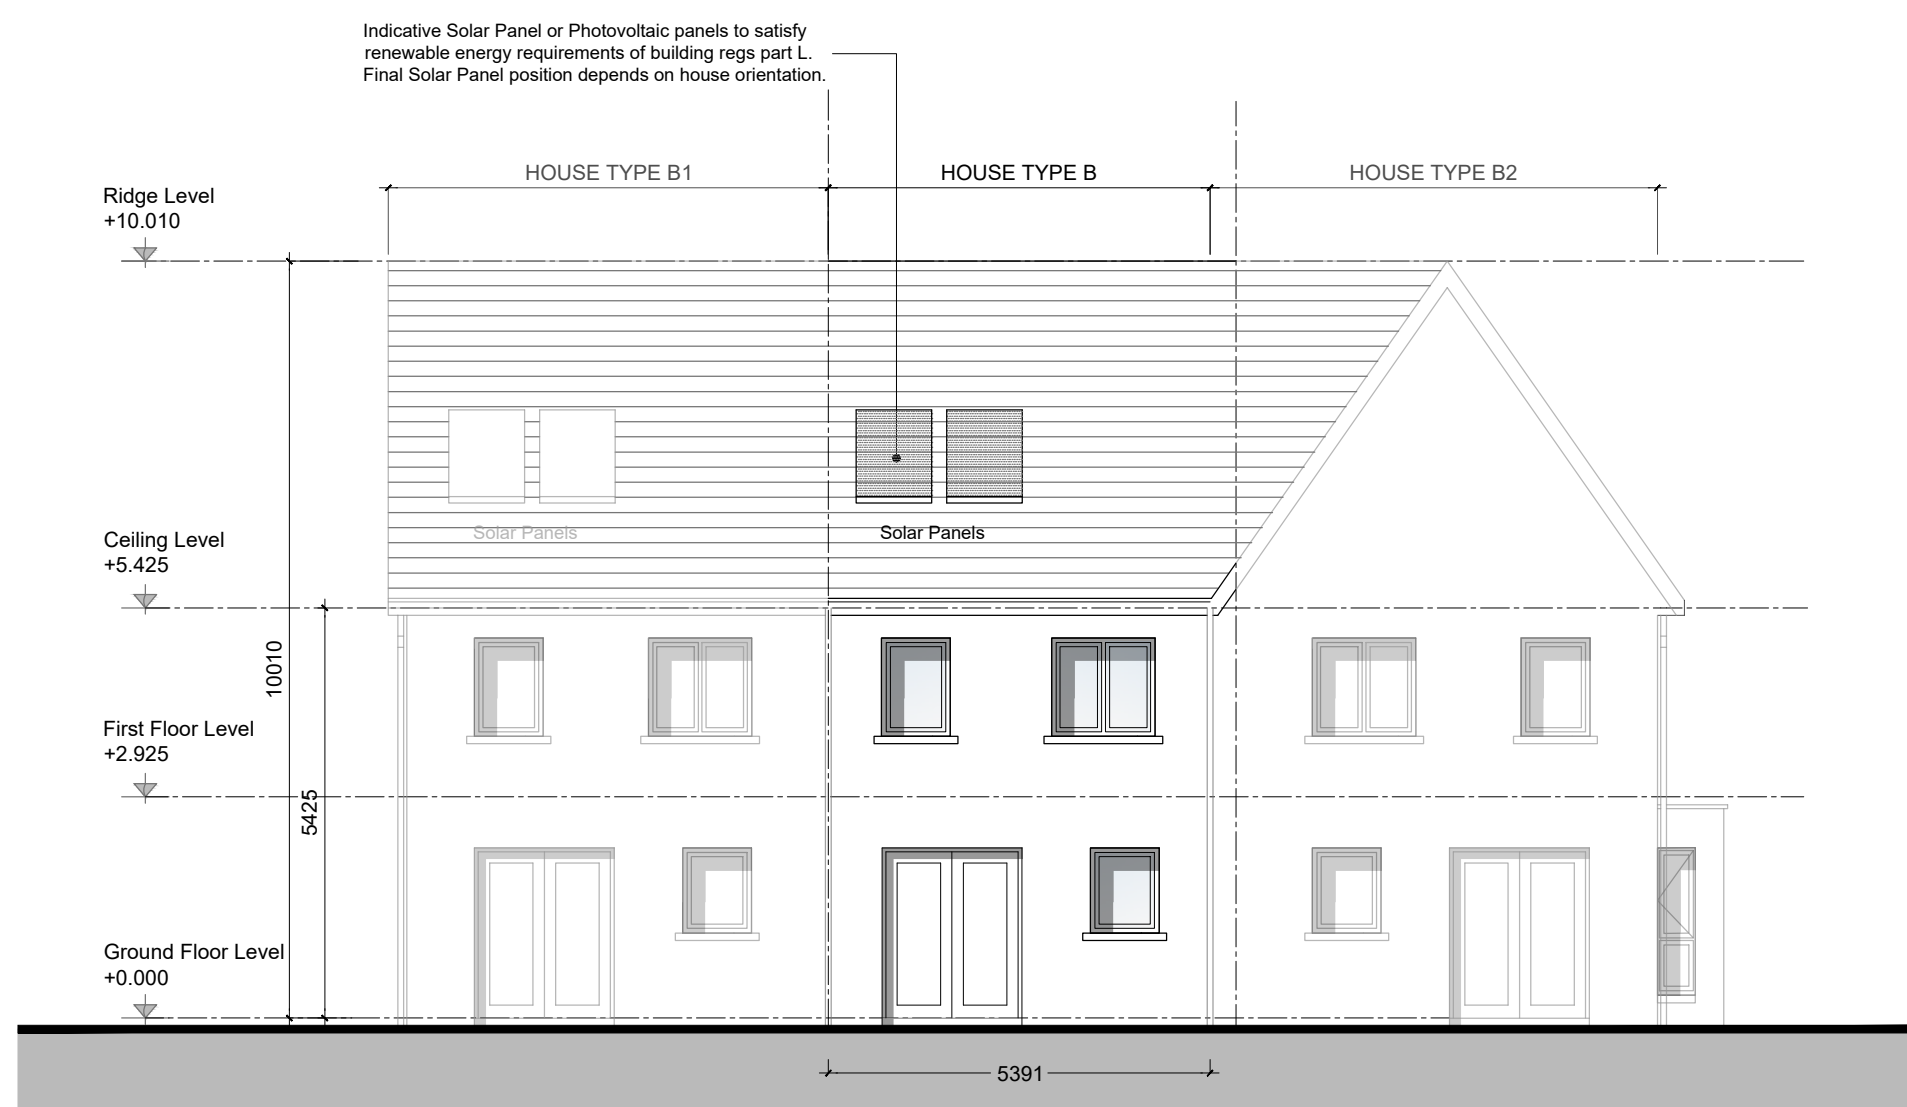 Indicative Solar Panel or Photovoltaic panels to satisfy
renewable energy requirements of building regs part L.
Final Solar Panel position depends on house orientation.
HOUSE TYPE B1
HOUSE TYPE B
HOUSE TYPE B2
Ridge Level
+10.010
Solar Panels
Solar Panels
Ceiling Level
+5.425
10010
First Floor Level
+2.925
5425
Ground Floor Level
+0.000
5391